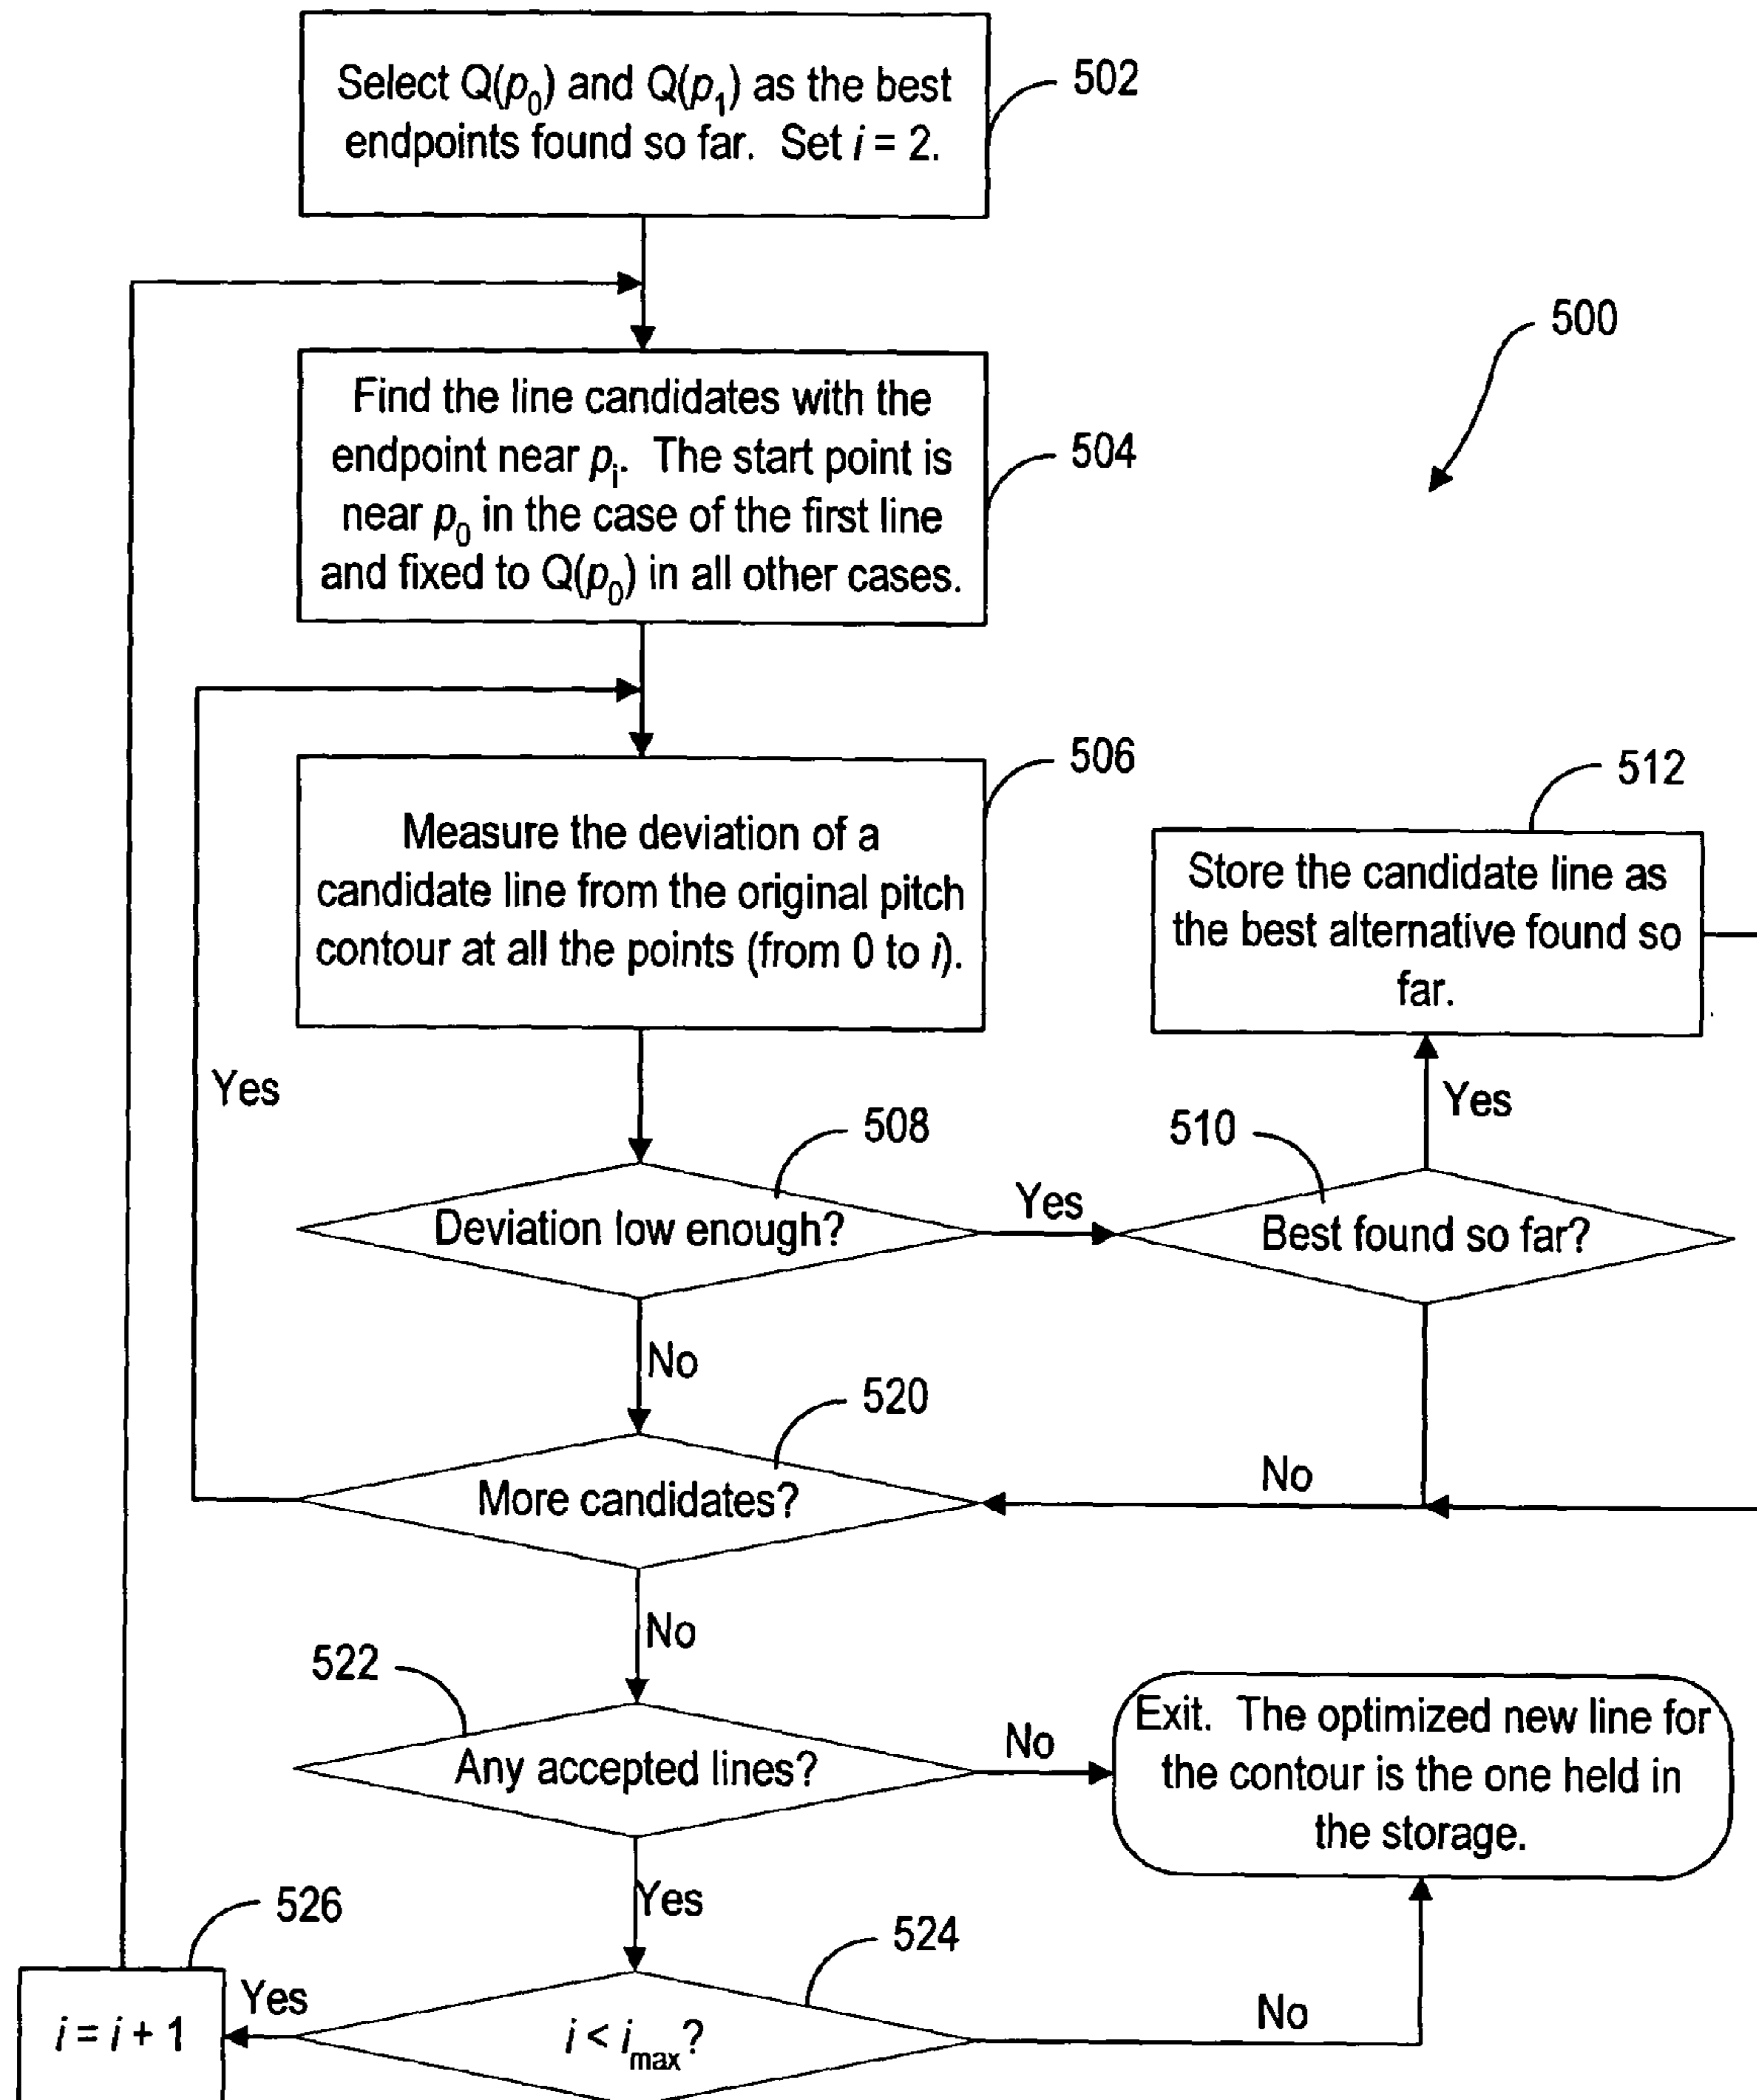 Select Q(p0) and Q(p1) as the best
endpoints found so far. Set i = 2.
502
500
Find the line candidates with the
endpoint near pi. The start point is
near p0 in the case of the first line
and fixed to Q(p0) in all other cases.
504
Measure the deviation of a
candidate line from the original pitch
contour at all the points (from 0 to i).
506
512
Store the candidate line as
the best alternative found so
far.
Yes
Yes
508
510
Deviation low enough?
Yes
Best found so far?
No
520
More candidates?
No
No
522
Any accepted lines?
No
Exit. The optimized new line for
the contour is the one held in
the storage.
Yes
526
524
i = i + 1
Yes
i < imax?
No